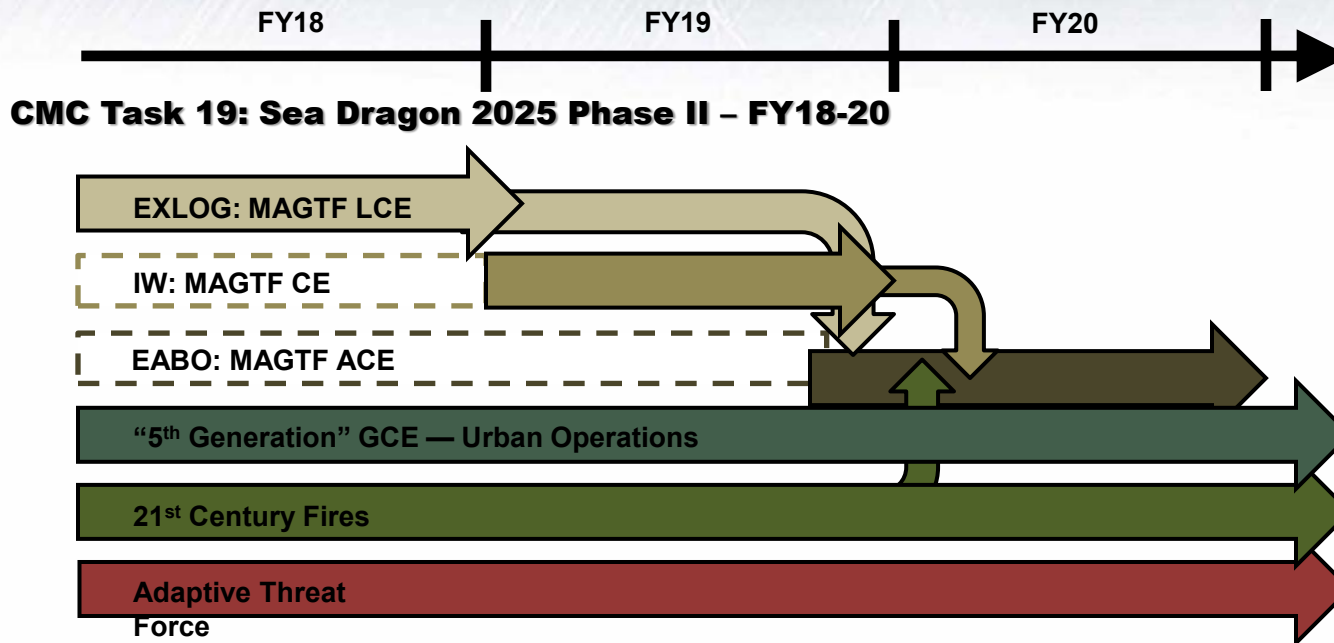 FY18
FY19
FY20
CMC Task 19: Sea Dragon 2025 Phase II – FY18-20
EXLOG: MAGTF LCE
IW: MAGTF CE
EABO: MAGTF ACE
“5th Generation” GCE — Urban Operations
21st Century Fires
Adaptive Threat
Force